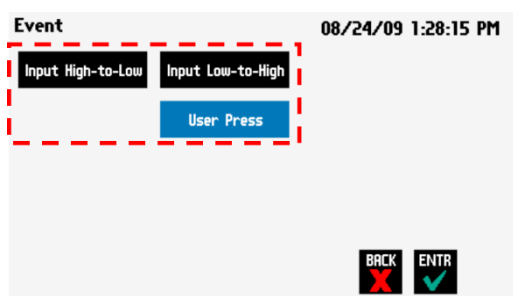 Event 08/24/09 1:28:15 PM
Input High-to-Low Input Low-to-High
User Press
BACK ENTR